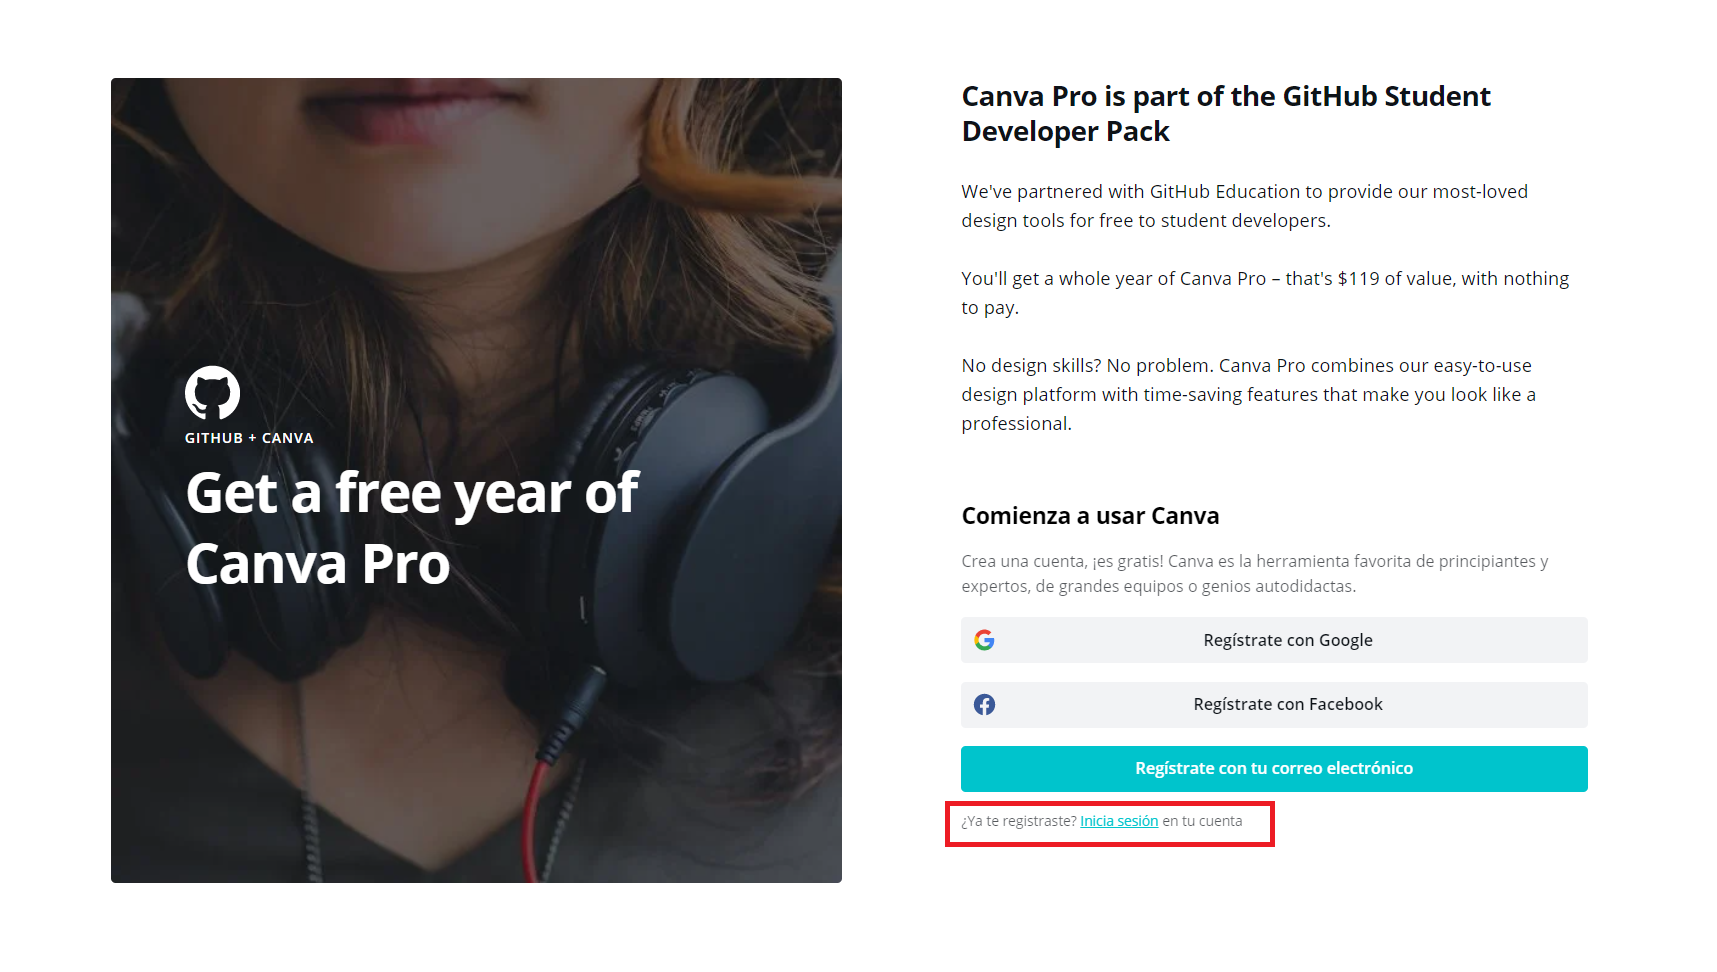 GITHUB + CANVA
Get a free year of
Canva Pro
Canva Pro is part of the GitHub Student
Developer Pack
We've partnered with GitHub Education to provide our most-loved
design tools for free to student developers.
You'll get a whole year of Canva Pro – that's $119 of value, with nothing
to pay.
No design skills? No problem. Canva Pro combines our easy-to-use
design platform with time-saving features that make you look like a
professional.
Comienza a usar Canva
Crea una cuenta, ¡es gratis! Canva es la herramienta favorita de principiantes y
expertos, de grandes equipos o genios autodidactas.
Regístrate con Google
Regístrate con Facebook
Regístrate con tu correo electrónico
¿Ya te registraste? Inicia sesión en tu cuenta